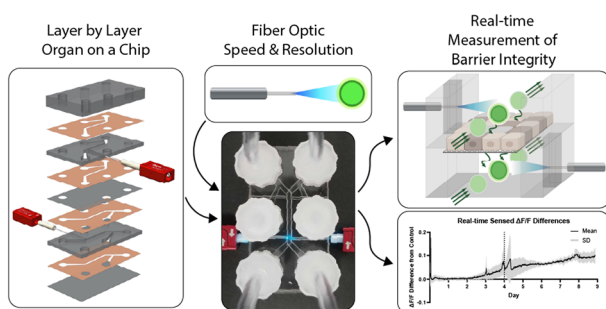 Layer by Layer
Organ on a Chip
Fiber Optic
Speed & Resolution
Real-time
Measurement of
Barrier Integrity
Real-time Sensed ΔF/F Differences
ΔF/F Difference from Control
0.2
0.1
0.0
-0.1
Mean
SD
1 2 3 4 5 6 7 8 9
Day